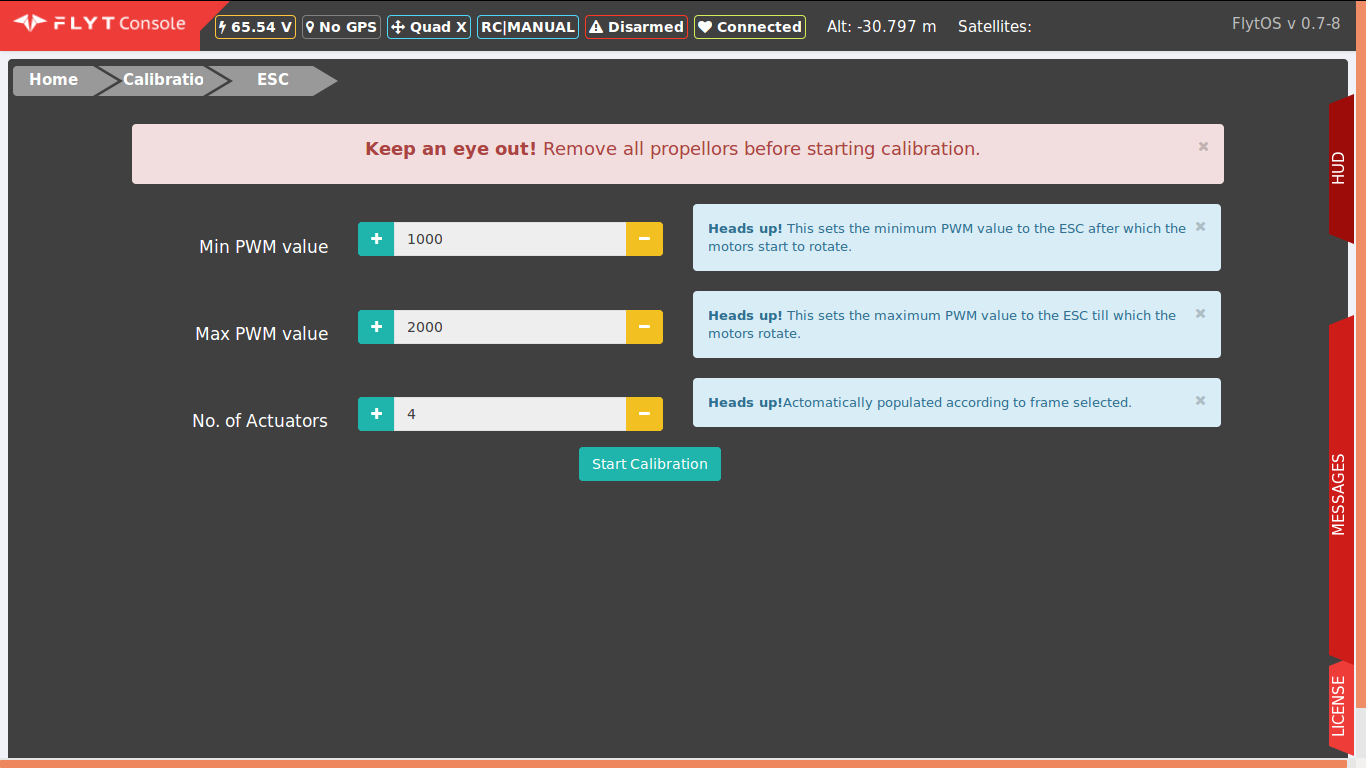 FLYT Console
65.54 V No GPS Quad X RC|MANUAL Disarmed Connected Alt: -30.797 m Satellites: FlytOS v 0.7-8
Home Calibratio ESC
Keep an eye out! Remove all propellors before starting calibration.
Min PWM value 1000
Heads up! This sets the minimum PWM value to the ESC after which the
motors start to rotate.
Max PWM value 2000
Heads up! This sets the maximum PWM value to the ESC till which the
motors rotate.
No. of Actuators 4
Heads up!Automatically populated according to frame selected.
Start Calibration
HUD
MESSAGES
LICENSE